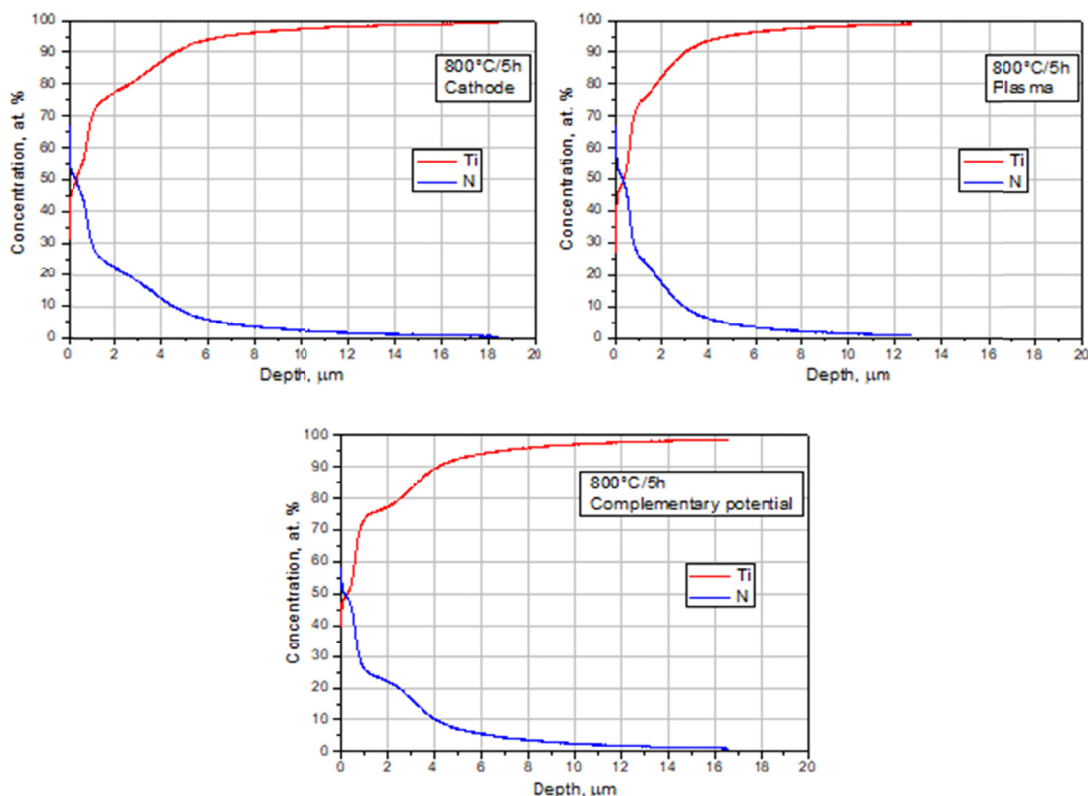 100
90
80
70
60
50
40
30
20
10
0
Concentration, at. %
800°C/5h
Cathode
Ti
N
0 2 4 6 8 10 12 14 16 18 20
Depth, μm
100
90
80
70
60
50
40
30
20
10
0
Concentration, at. %
800°C/5h
Plasma
Ti
N
0 2 4 6 8 10 12 14 16 18 20
Depth, μm
100
90
80
70
60
50
40
30
20
10
0
Concentration, at. %
800°C/5h
Complementary potential
Ti
N
0 2 4 6 8 10 12 14 16 18 20
Depth, μm